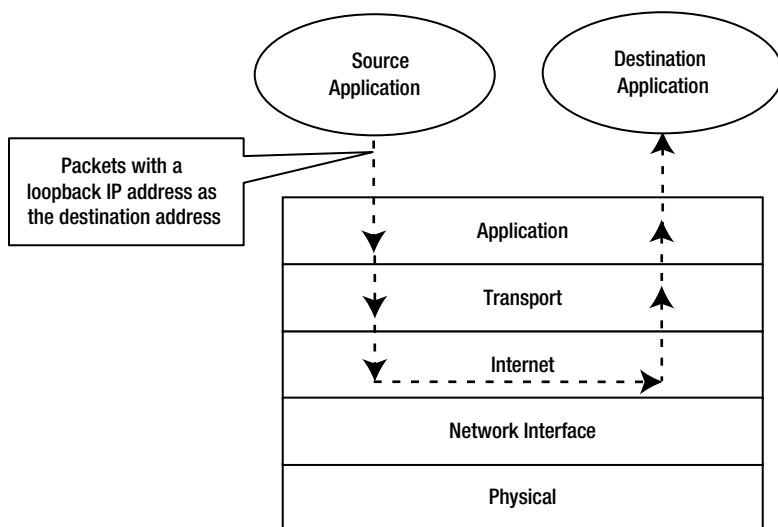 Source
Application
Destination
Application
Packets with a
loopback IP address as
the destination address
Application
Transport
Internet
Network Interface
Physical